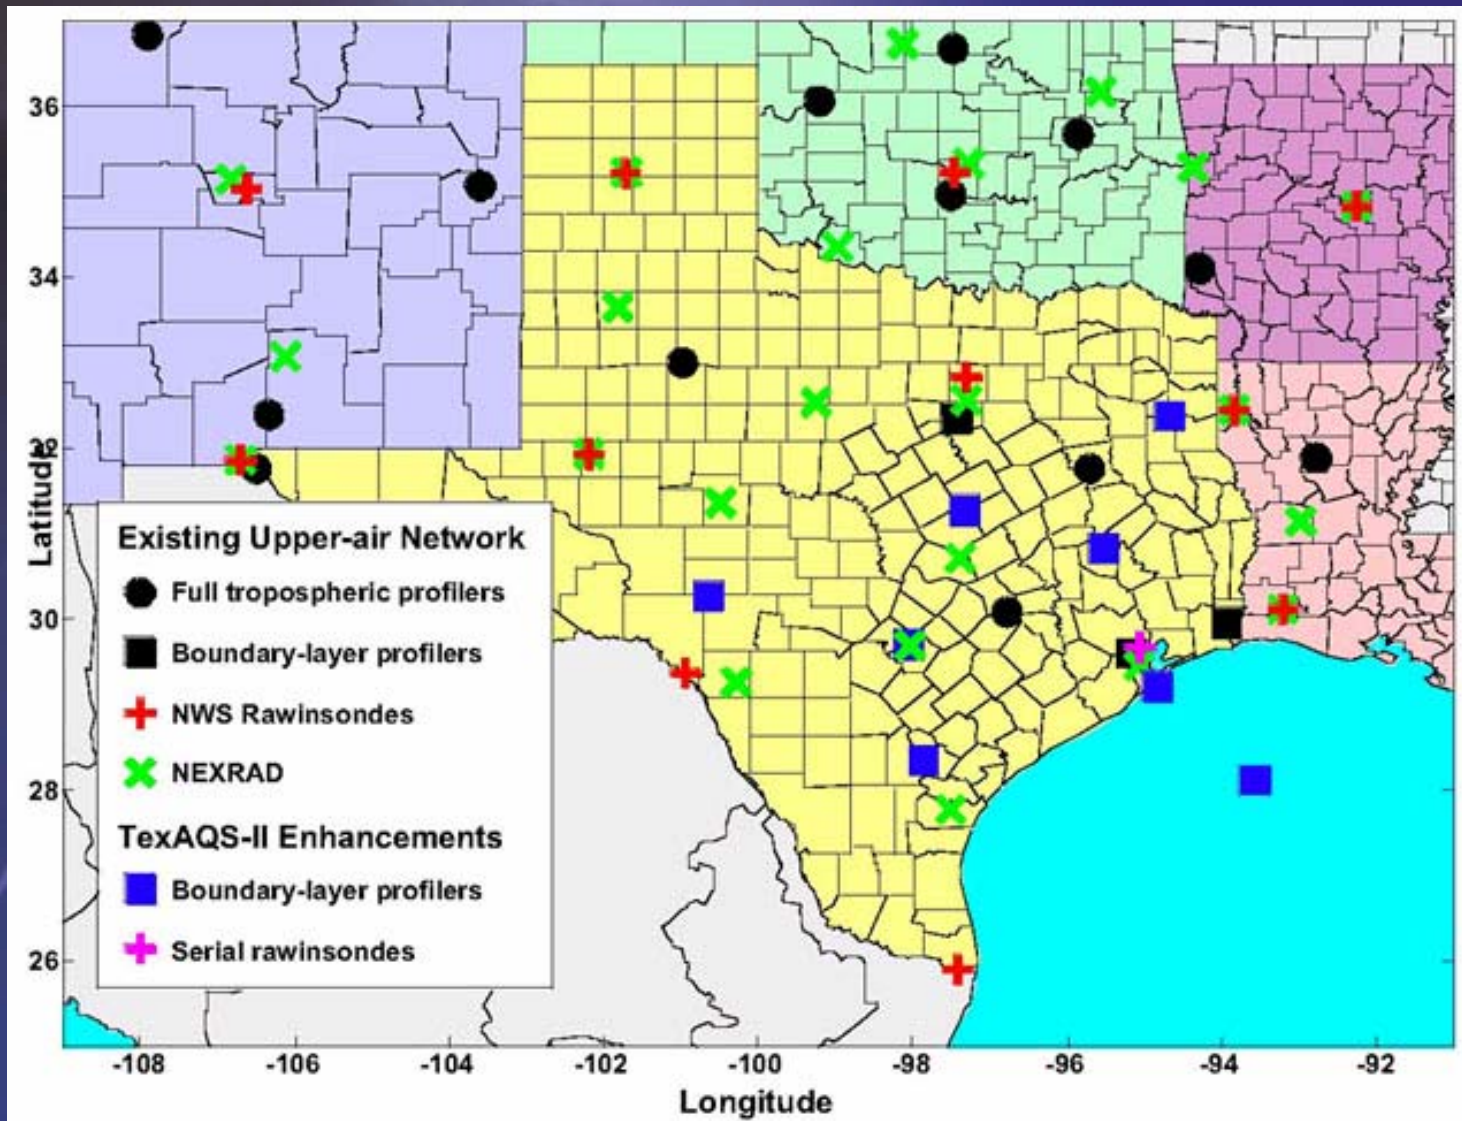 36
34
32
30
28
26
Latitude
Existing Upper-air Network
Full tropospheric profilers
Boundary-layer profilers
NWS Rawinsondes
NEXRAD
TexAQS-II Enhancements
Boundary-layer profilers
Serial rawinsondes
-108 -106 -104 -102 -100 -98 -96 -94 -92
Longitude